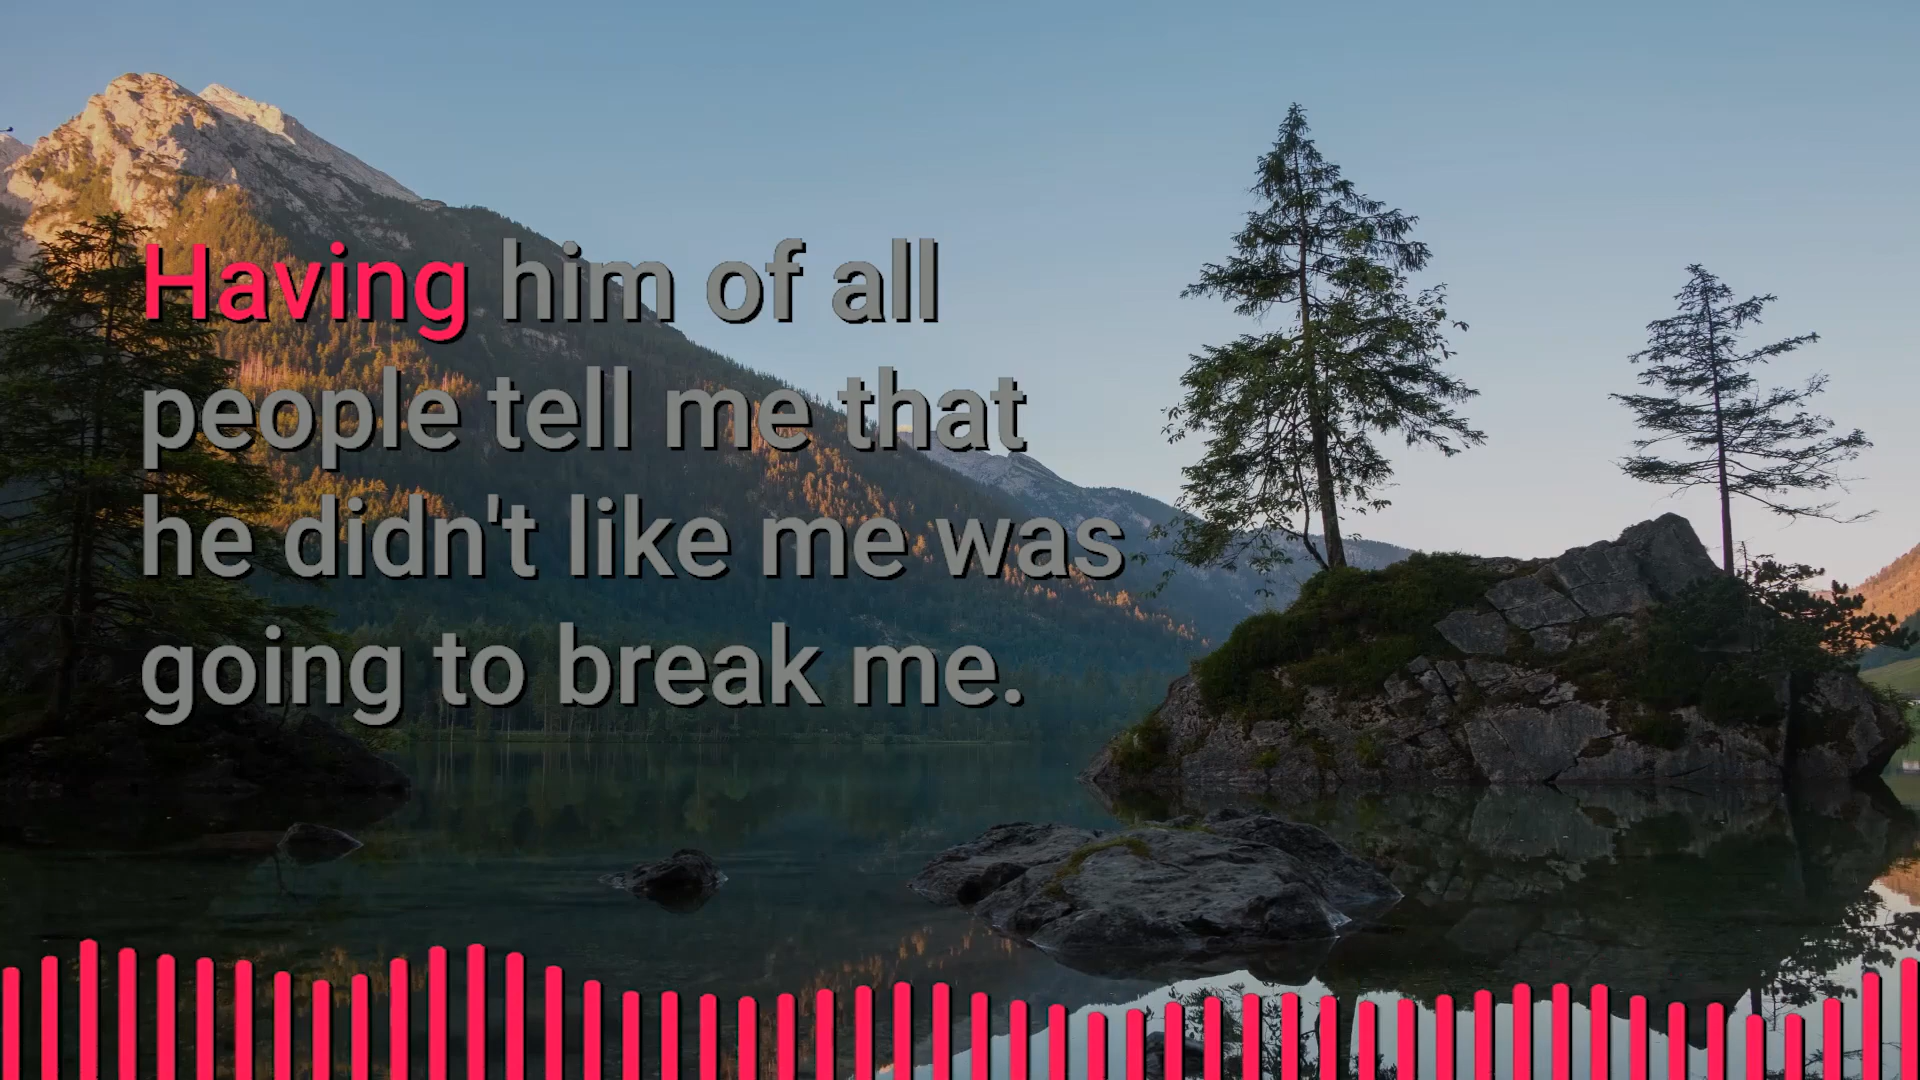 Having him of all
people tell me that
he didn't like me was
going to break me.